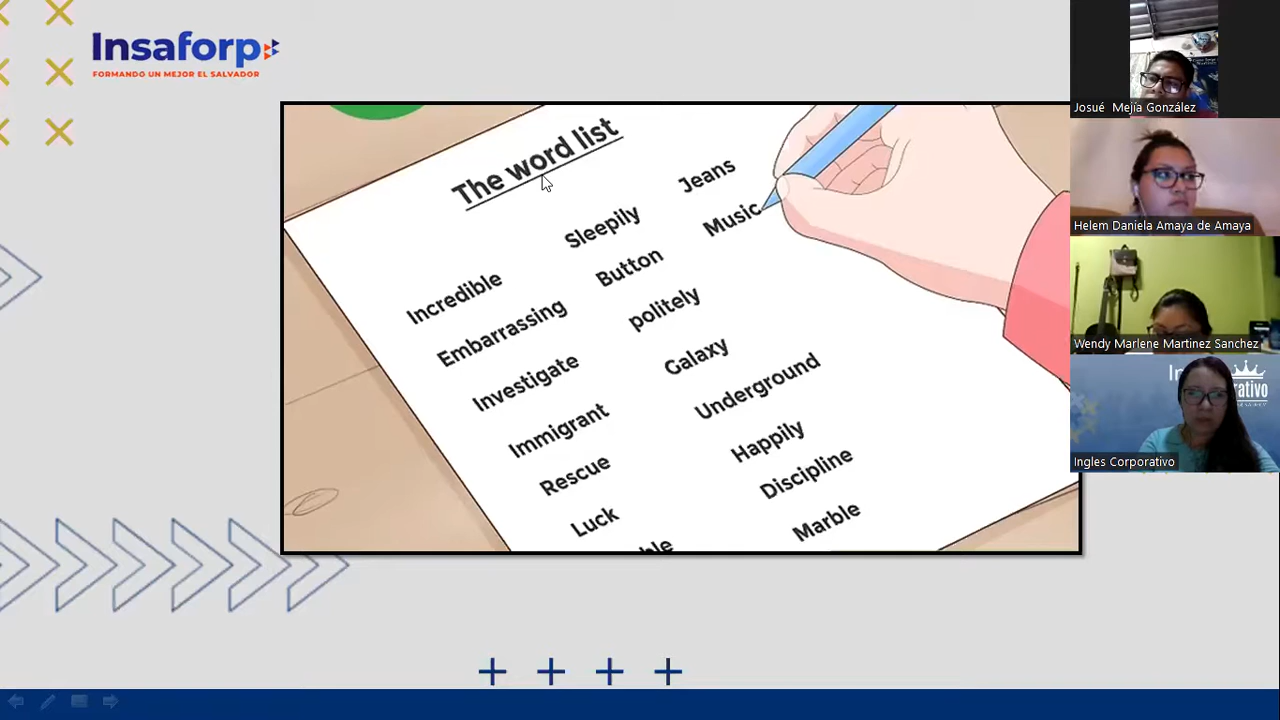 Insaforp
FORMANDO UN MEJOR EL SALVADOR
The word list
Incredible
Embarrassing
Investigate
Immigrant
Rescue
Luck
Sleepily
Button
politely
Galaxy
Underground
Happily
Discipline
Marble
Jeans
Music
Josué Mejía González
Helem Daniela Amaya de Amaya
Wendy Marlene Martinez Sanchez
Ingles Corporativo